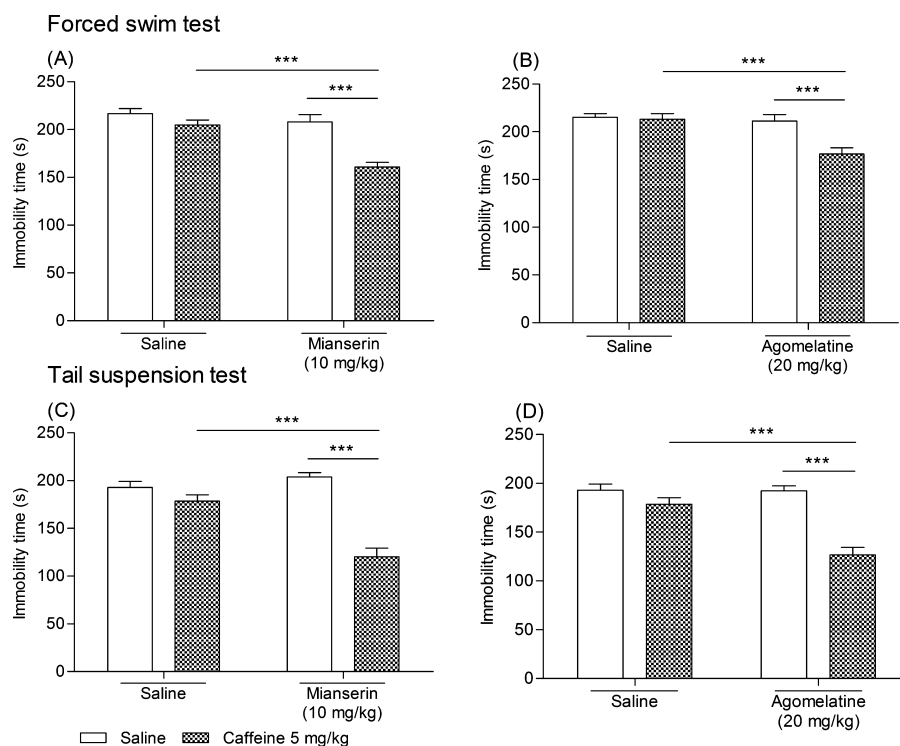 Forced swim test
(A)
***
***
250
200
150
100
50
0
Immobility time (s)
Saline
Mianserin
(10 mg/kg)
(B)
***
***
250
200
150
100
50
0
Immobility time (s)
Saline
Agomelatine
(20 mg/kg)
Tail suspension test
(C)
***
***
250
200
150
100
50
0
Immobility time (s)
Saline
Mianserin
(10 mg/kg)
(D)
***
***
250
200
150
100
50
0
Immobility time (s)
Saline
Agomelatine
(20 mg/kg)
Saline Caffeine 5 mg/kg